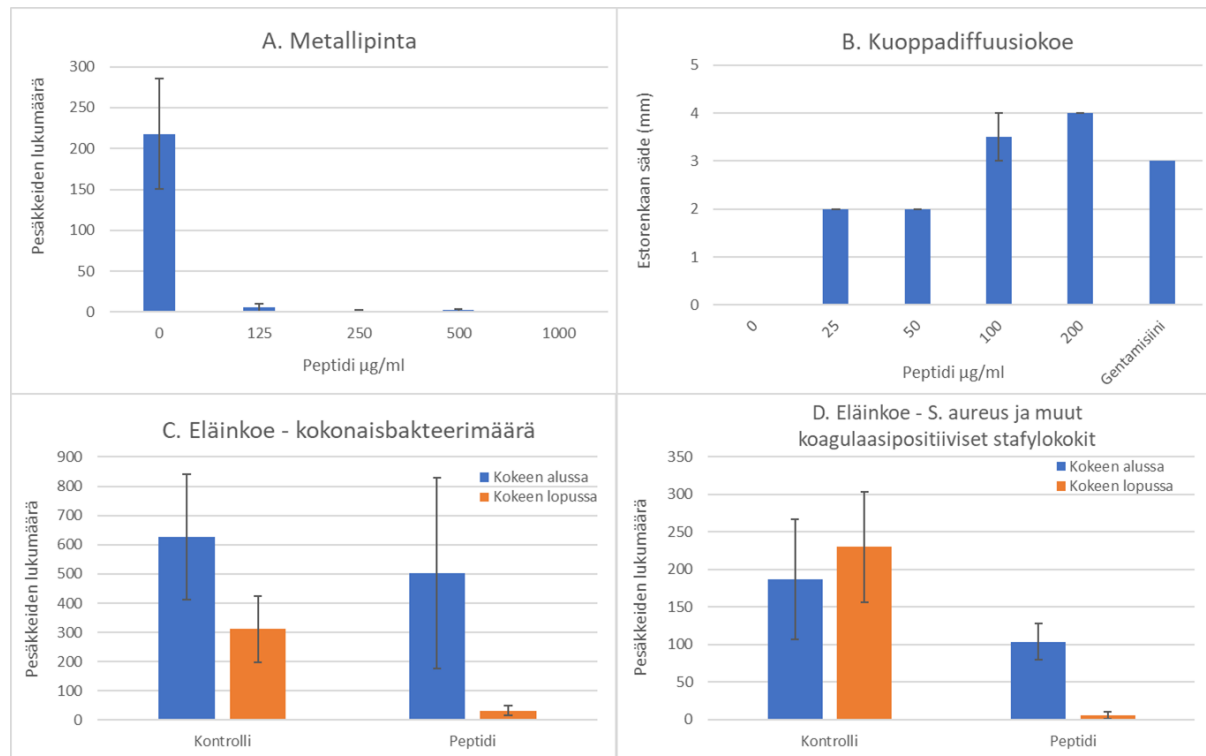 A. Metallipinta
Pesäkkeiden lukumäärä
300
250
200
150
100
50
0
0 125 250 500 1000
Peptidi µg/ml
B. Kuoppadiffuusiokoe
Estorenkaan säde (mm)
5
4
3
2
1
0
0 25 50 100 200 Gentamisiini
Peptidi µg/ml
C. Eläinkoe - kokonaisbakteerimäärä
Kokeen alussa
Kokeen lopussa
Pesäkkeiden lukumäärä
900
800
700
600
500
400
300
200
100
0
Kontrolli Peptidi
D. Eläinkoe - S. aureus ja muut
koagulaasipositiiviset stafylokokit
Kokeen alussa
Kokeen lopussa
Pesäkkeiden lukumäärä
350
300
250
200
150
100
50
0
Kontrolli Peptidi